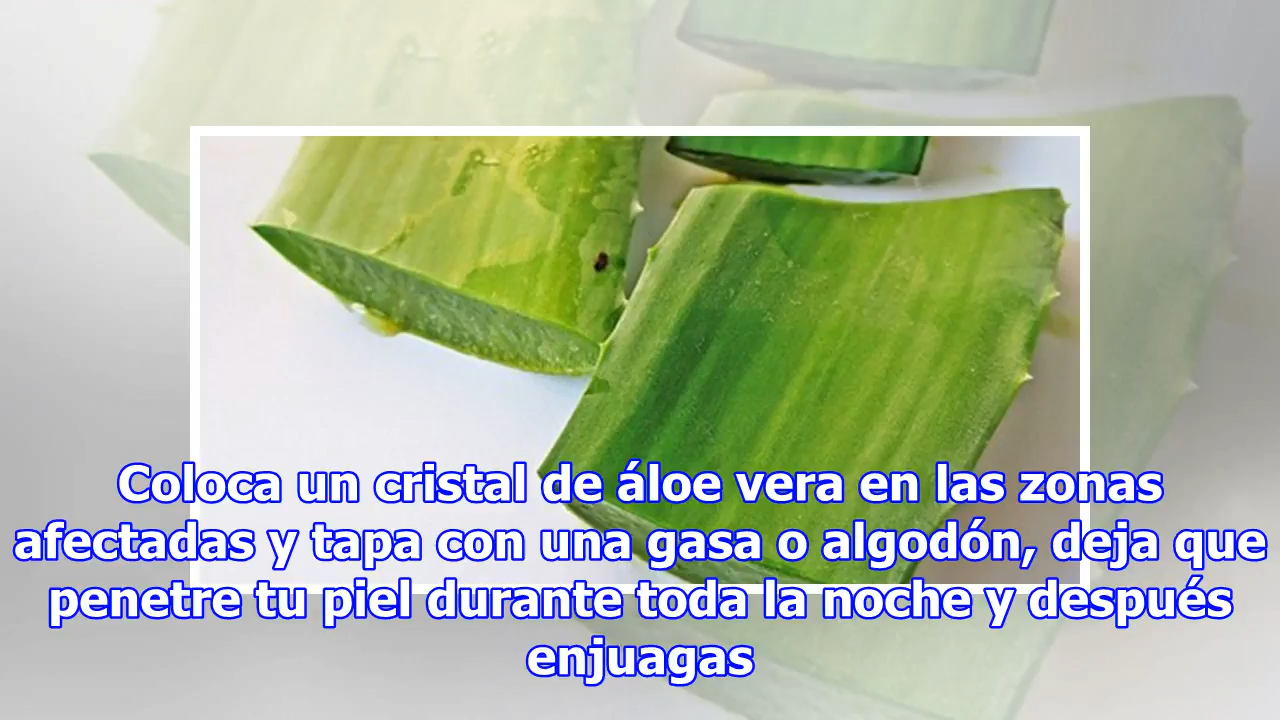 Coloca un cristal de áloe vera en las zonas
afectadas y tapa con una gasa o algodón, deja que
penetre tu piel durante toda la noche y después
enjuagas